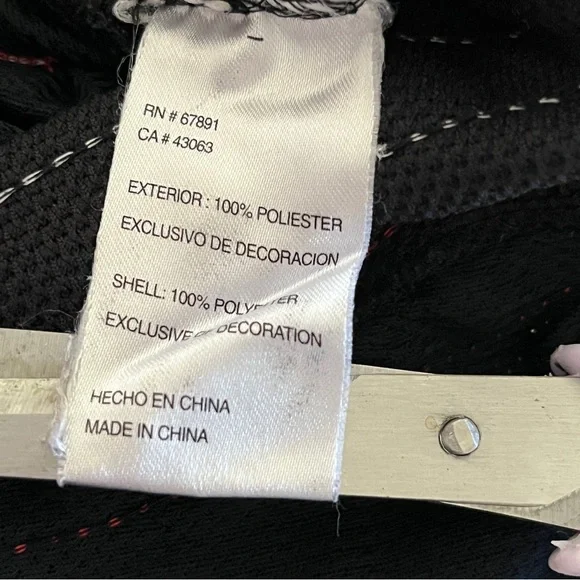 RN # 67891
CA # 43063
EXTERIOR : 100% POLIESTER
EXCLUSIVO DE DECORACION
SHELL: 100%
EXCLUSIVE DECORATION
HECHO EN CHINA
MADE IN CHINA